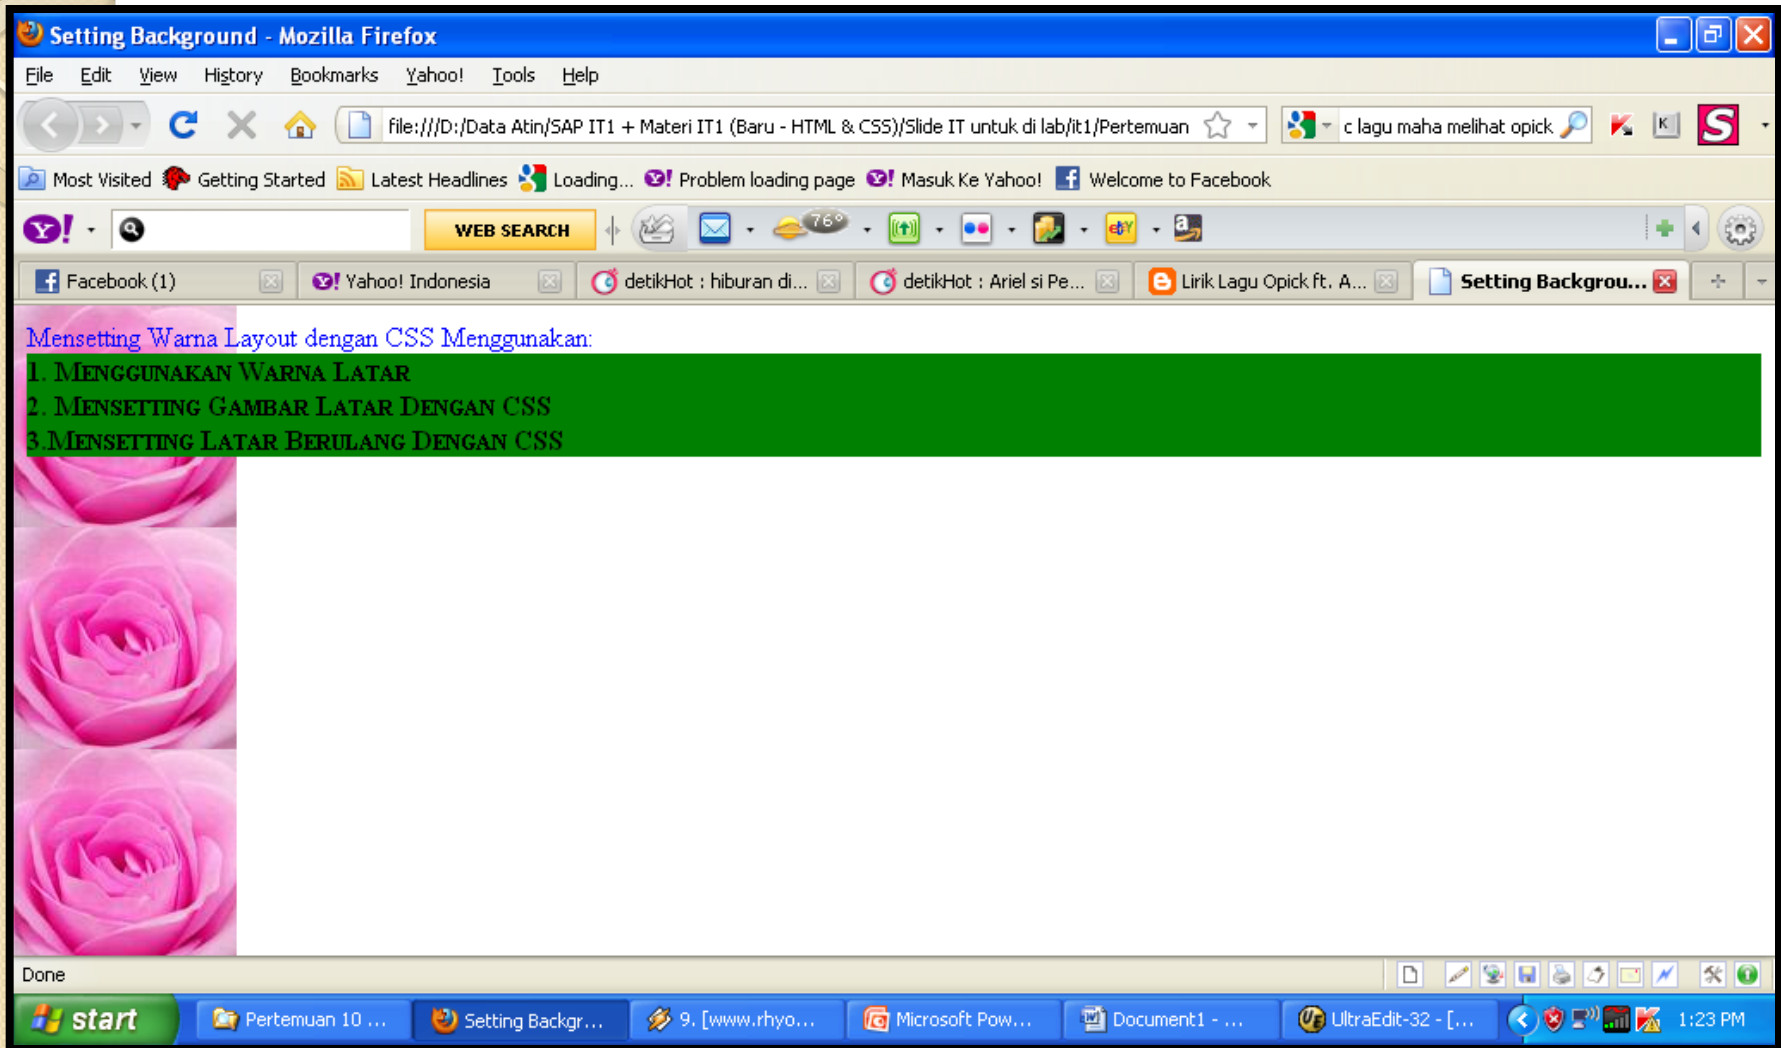 Setting Background - Mozilla Firefox
File Edit View History Bookmarks Yahoo! Tools Help
file:///D:/Data Atin/SAP IT1 + Materi IT1 (Baru - HTML & CSS)/Slide IT untuk di lab/it1/Pertemuan c lagu maha melihat opick K S
Most Visited Getting Started Latest Headlines Loading... Y! Problem loading page Y! Masuk Ke Yahoo! f Welcome to Facebook
Y! WEB SEARCH 76° ebY a
f Facebook (1) Y! Yahoo! Indonesia detikHot : hiburan di... detikHot : Ariel si Pe... Lirik Lagu Opick ft. A... Setting Backgrou...
Mensetting Warna Layout dengan CSS Menggunakan:
1. Menggunakan Warna Latar
2. Mensetting Gambar Latar Dengan CSS
3.Mensetting Latar Berulang Dengan CSS
Done
start Pertemuan 10 ... Setting Backgr... 9. [www.rhyo... Microsoft Pow... Document1 - ... UltraEdit-32 - [... 1:23 PM